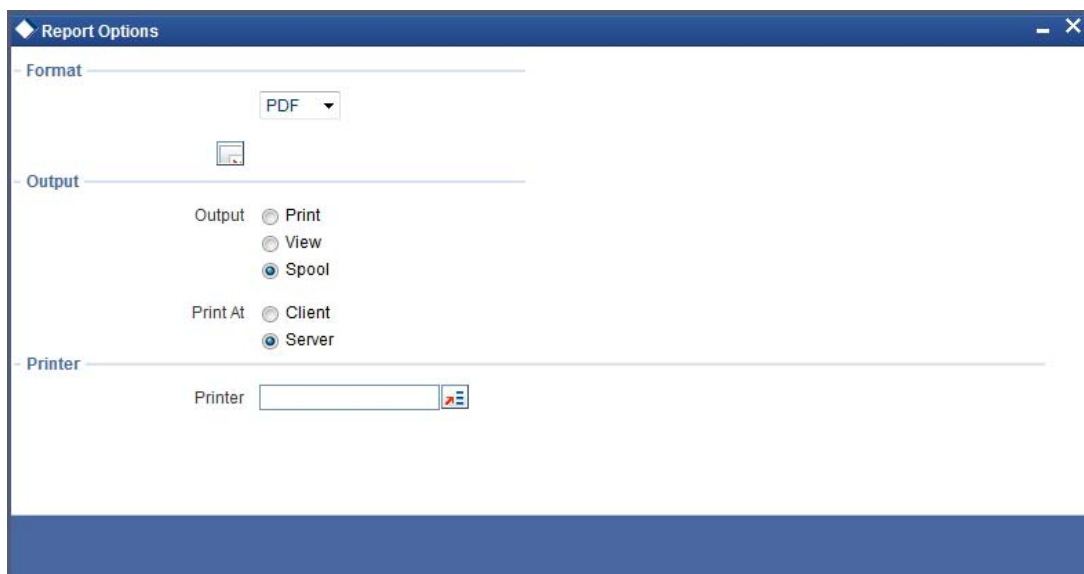 Report Options
Format
PDF
Output
Output Print
View
Spool
Print At Client
Server
Printer
Printer